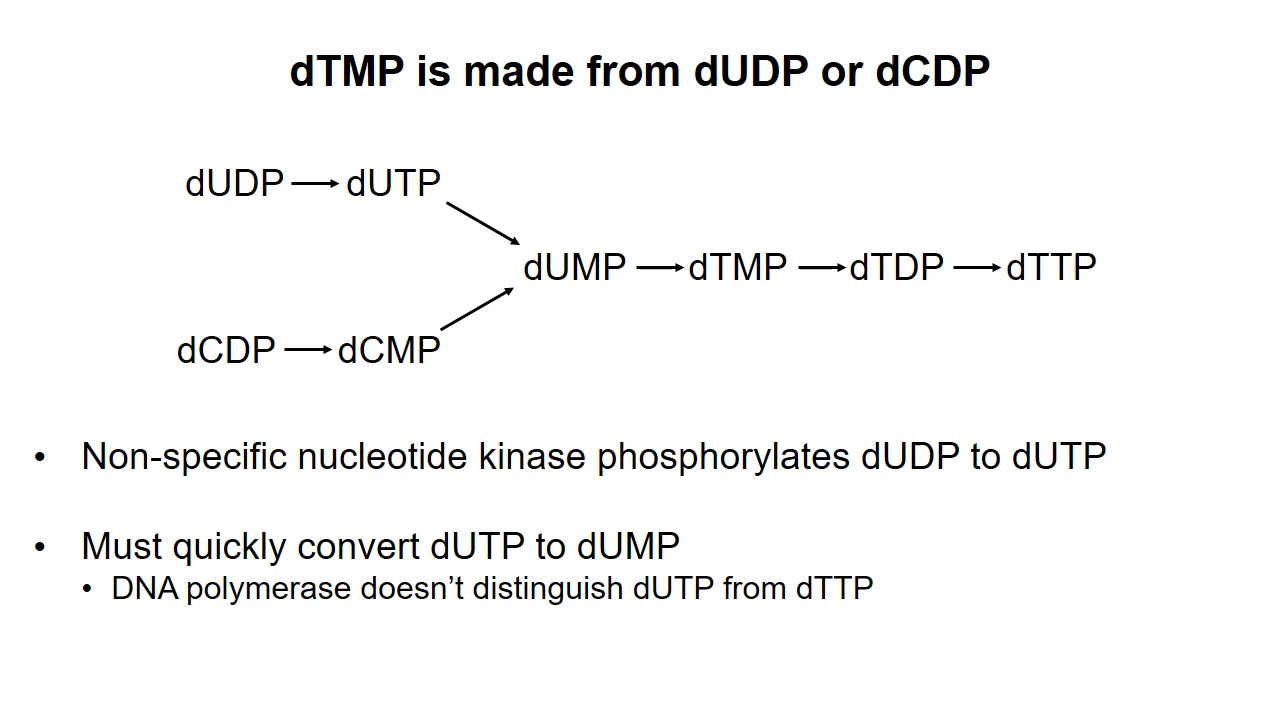 dTMP is made from dUDP or dCDP
dUDP → dUTP
dUMP → dTMP → dTDP → dTTP
dCDP → dCMP
• Non-specific nucleotide kinase phosphorylates dUDP to dUTP
• Must quickly convert dUTP to dUMP
• DNA polymerase doesn’t distinguish dUTP from dTTP